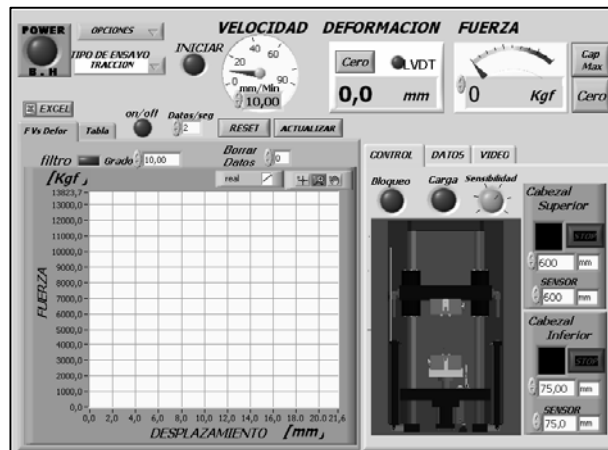 POWER
B.H
OPCIONES
TIPO DE ENSAYO
TRACCION
INICIAR
VELOCIDAD
0
20
40
60
90
mm/Min
10,00
DEFORMACION
Cero
LVDT
0,0 mm
FUERZA
0 Kgf
Cap
Max
Cero
EXCEL
on/off
Datos/seg
2
RESET
ACTUALIZAR
F Vs Defor
Tabla
filtro
Grado
10,00
Borrar
Datos
0
[Kgf]
real
13823,7
13000,0
12000,0
11000,0
10000,0
9000,0
8000,0
7000,0
6000,0
5000,0
4000,0
3000,0
2000,0
1000,0
0,0
FUERZA
0,0 2,0 4,0 6,0 8,0 10,0 12,0 14,0 16,0 18,0 20,0 21,6
DESPLAZAMIENTO [mm]
CONTROL
DATOS
VIDEO
Bloqueo
Carga
Sensibilidad
Cabezal
Superior
STOP
600 mm
SENSOR
600 mm
Cabezal
Inferior
STOP
75,00 mm
SENSOR
75,0 mm